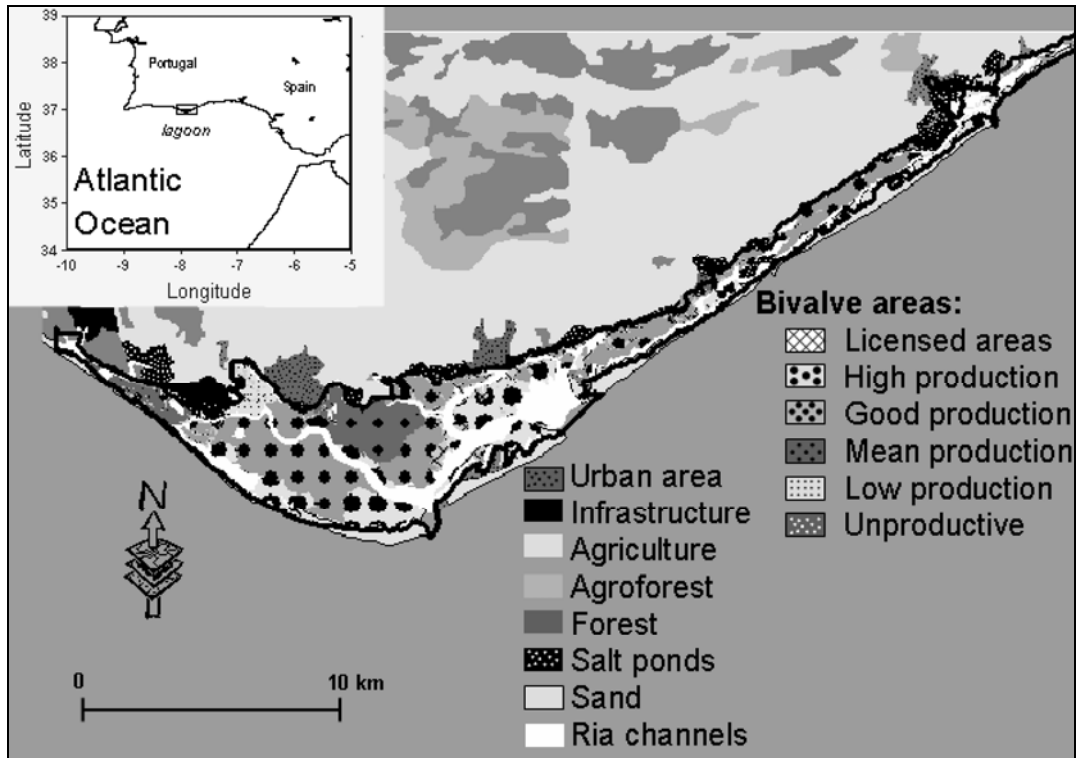 39
38
37
36
35
34
Latitude
Portugal
Spain
lagoon
Atlantic
Ocean
-10 -9 -8 -7 -6 -5
Longitude
Bivalve areas:
Licensed areas
High production
Good production
Mean production
Low production
Unproductive
Urban area
Infrastructure
Agriculture
Agroforest
Forest
Salt ponds
Sand
Ria channels
N
0 10 km